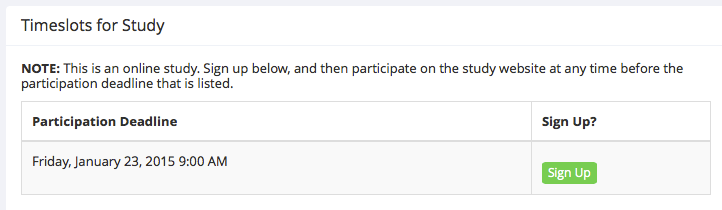 Timeslots for Study
NOTE: This is an online study. Sign up below, and then participate on the study website at any time before the
participation deadline that is listed.
Participation Deadline
Sign Up?
Friday, January 23, 2015 9:00 AM
Sign Up